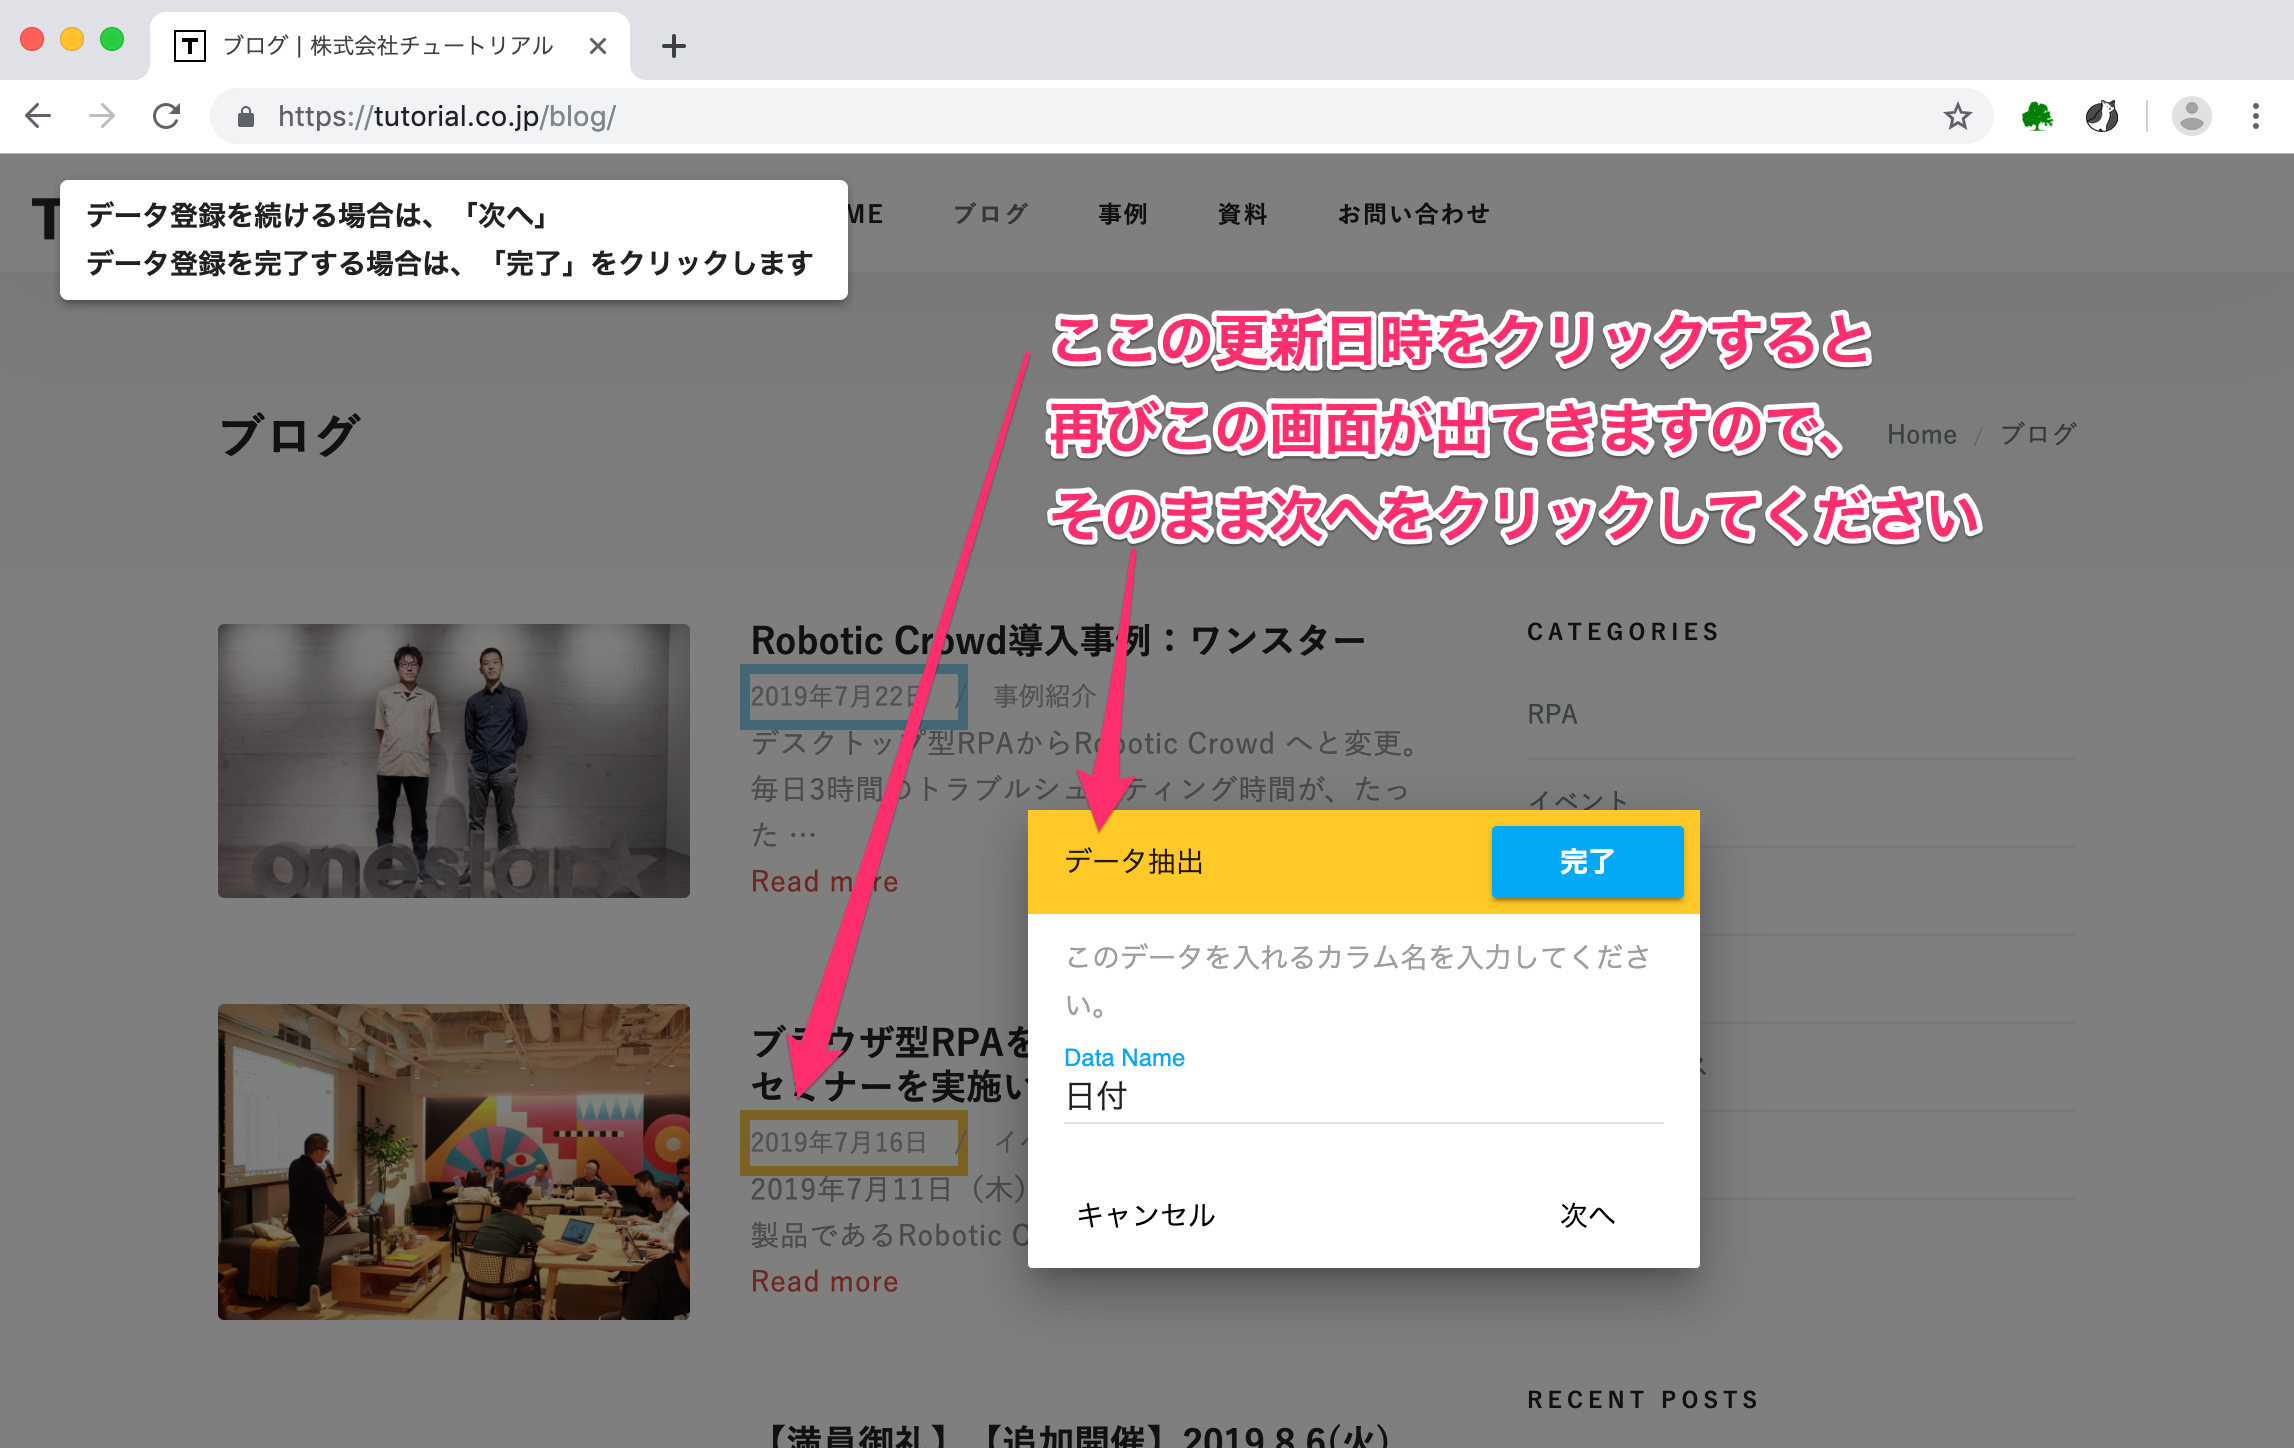 ブログ | 株式会社チュートリアル
https://tutorial.co.jp/blog/
T
データ登録を続ける場合は、「次へ」
データ登録を完了する場合は、「完了」をクリックします
ME ブログ 事例 資料 お問い合わせ
ここの更新日時をクリックすると
再びこの画面が出てきますので、
そのまま次へをクリックしてください
ブログ
Home / ブログ
Robotic Crowd導入事例：ワンスター
2019年7月22日 / 事例紹介
デスクトップ型RPAからRobotic Crowd へと変更。
毎日3時間のトラブルシューティング時間が、たっ
た …
Read more
onestar
CATEGORIES
RPA
イベント
データ抽出
完了
このデータを入れるカラム名を入力してくださ
い。
Data Name
日付
キャンセル
次へ
ブラウザ型RPAを
セミナーを実施い
2019年7月16日 / イ
2019年7月11日（木）
製品であるRobotic C
Read more
RECENT POSTS
【満員御礼】【追加開催】2019.8.6(火)